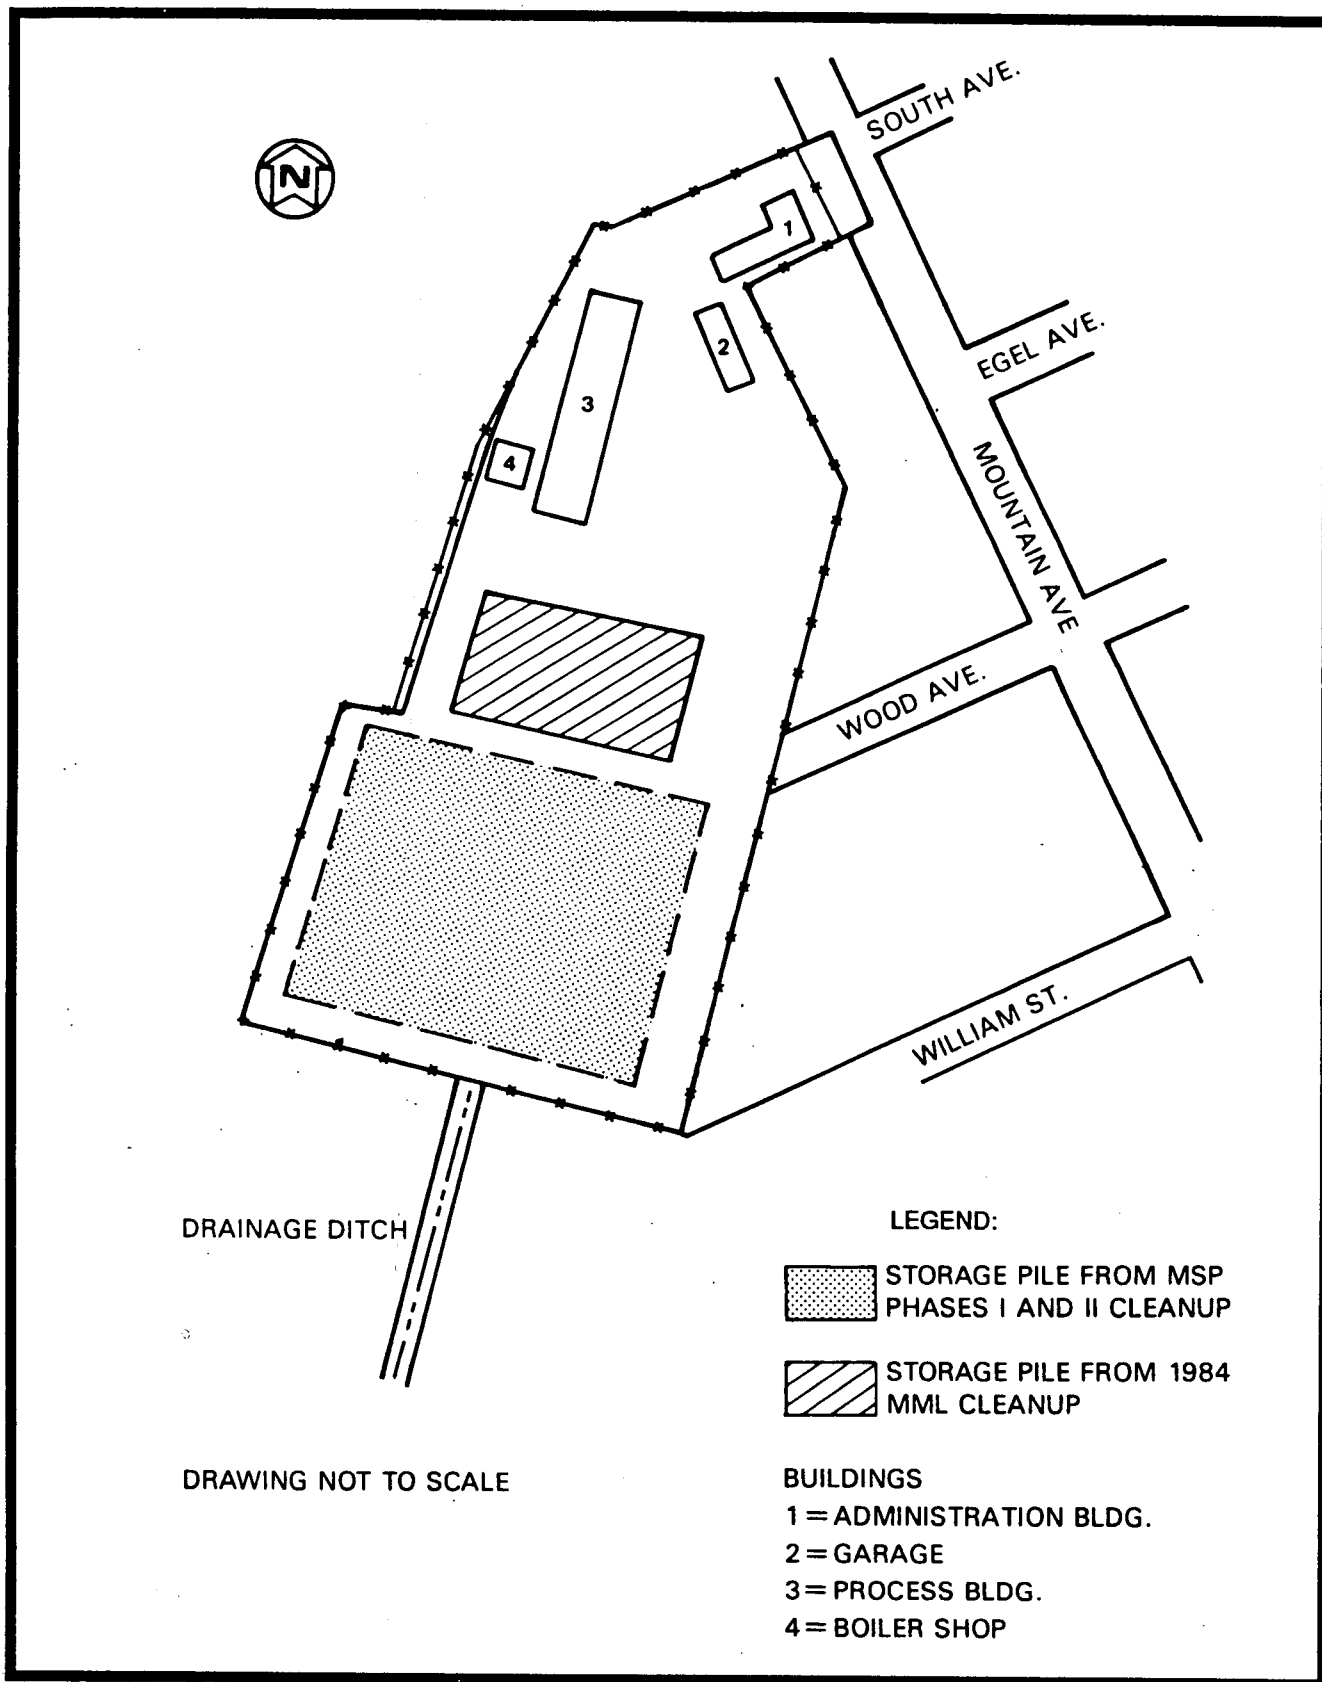 SOUTH AVE.
N
1
2
EGEL AVE.
3
4
MOUNTAIN AVE
WOOD AVE.
WILLIAM ST.
DRAINAGE DITCH
LEGEND:
STORAGE PILE FROM MSP
PHASES I AND II CLEANUP
STORAGE PILE FROM 1984
MML CLEANUP
DRAWING NOT TO SCALE
BUILDINGS
1 = ADMINISTRATION BLDG.
2 = GARAGE
3 = PROCESS BLDG.
4 = BOILER SHOP